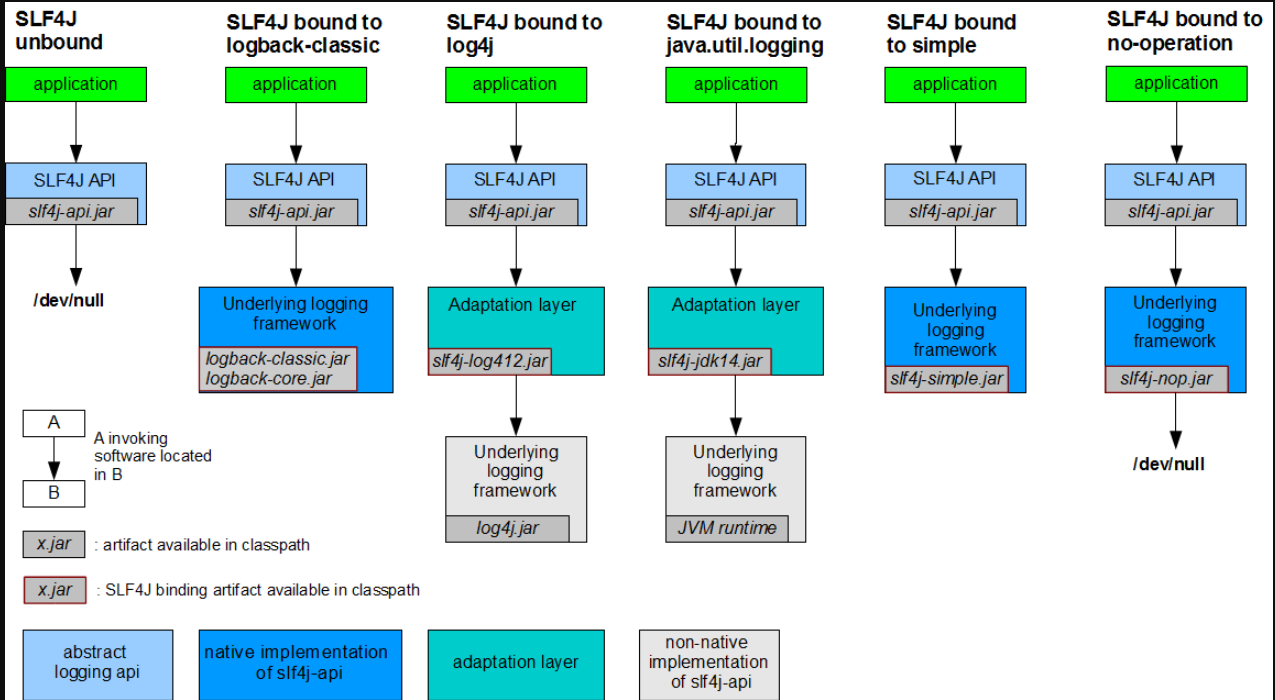 SLF4J
unbound
SLF4J bound to
logback-classic
SLF4J bound to
log4j
SLF4J bound to
java.util.logging
SLF4J bound
to simple
SLF4J bound to
no-operation
application
application
application
application
application
application
SLF4J API
slf4j-api.jar
SLF4J API
slf4j-api.jar
SLF4J API
slf4j-api.jar
SLF4J API
slf4j-api.jar
SLF4J API
slf4j-api.jar
SLF4J API
slf4j-api.jar
/dev/null
Underlying logging
framework
logback-classic.jar
logback-core.jar
Adaptation layer
slf4j-log412.jar
Adaptation layer
slf4j-jdk14.jar
Underlying
logging
framework
slf4j-simple.jar
Underlying
logging
framework
slf4j-nop.jar
A
B
A invoking
software located
in B
Underlying
logging
framework
log4j.jar
Underlying
logging
framework
JVM runtime
/dev/null
x.jar : artifact available in classpath
x.jar : SLF4J binding artifact available in classpath
abstract
logging api
native implementation
of slf4j-api
adaptation layer
non-native
implementation
of slf4j-api